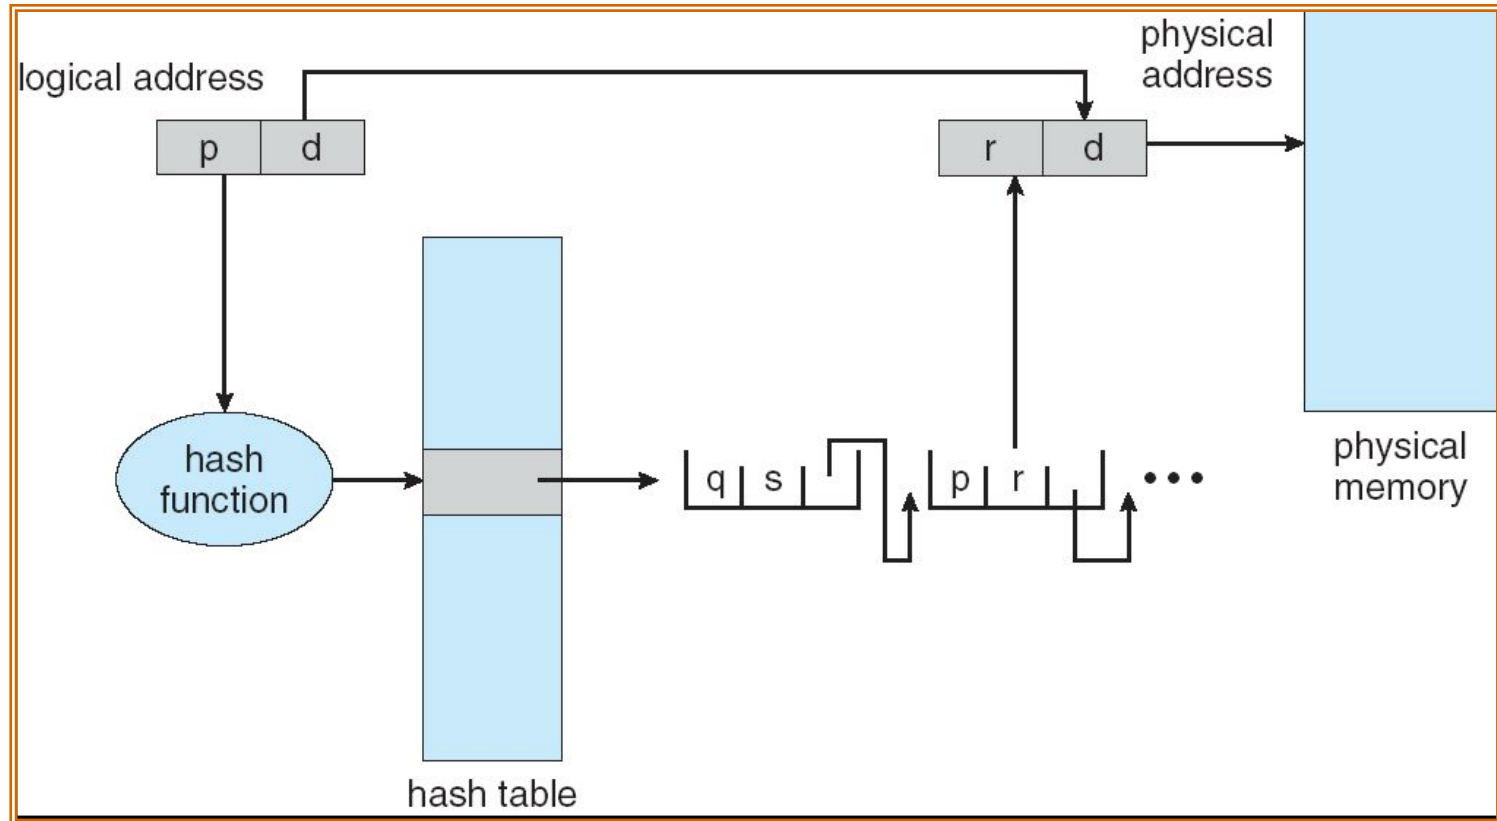 logical address
physical
address
p d
r d
hash
function
q s
p r
physical
memory
hash table